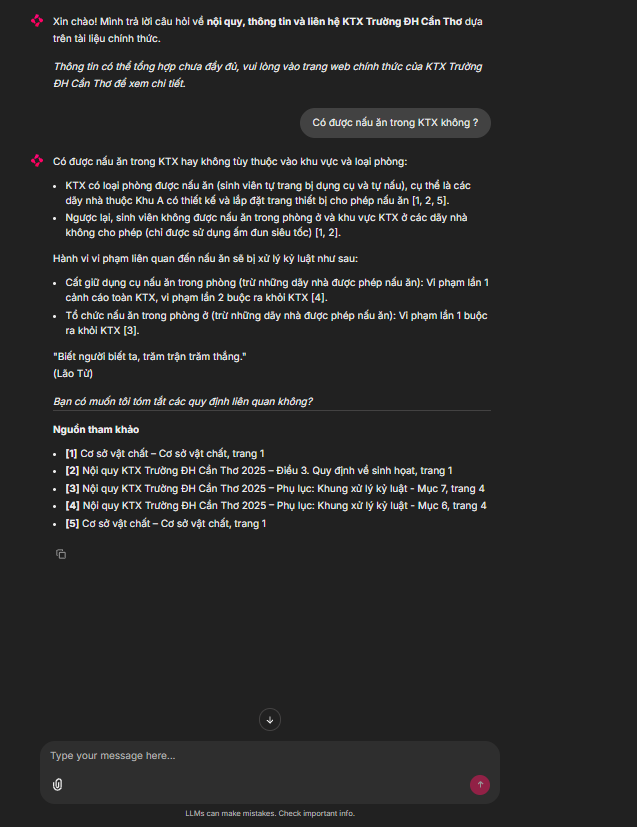 Xin chào! Mình trả lời câu hỏi về nội quy, thông tin và liên hệ KTX Trường ĐH Cần Thơ dựa
trên tài liệu chính thức.
Thông tin có thể tổng hợp chưa đầy đủ, vui lòng vào trang web chính thức của KTX Trường
ĐH Cần Thơ để xem chi tiết.
Có được nấu ăn trong KTX không ?
Có được nấu ăn trong KTX hay không tùy thuộc vào khu vực và loại phòng:
• KTX có loại phòng được nấu ăn (sinh viên tự trang bị dụng cụ và tự nấu), cụ thể là các
dãy nhà thuộc Khu A có thiết kế và lắp đặt trang thiết bị cho phép nấu ăn [1, 2, 5].
• Ngược lại, sinh viên không được nấu ăn trong phòng ở và khu vực KTX ở các dãy nhà
không cho phép (chỉ được sử dụng ấm đun siêu tốc) [1, 2].
Hành vi vi phạm liên quan đến nấu ăn sẽ bị xử lý kỷ luật như sau:
• Cất giữ dụng cụ nấu ăn trong phòng (trừ những dãy nhà được phép nấu ăn): Vi phạm lần 1
cảnh cáo toàn KTX, vi phạm lần 2 buộc ra khỏi KTX [4].
• Tổ chức nấu ăn trong phòng ở (trừ những dãy nhà được phép nấu ăn): Vi phạm lần 1 buộc
ra khỏi KTX [3].
"Biết người biết ta, trăm trận trăm thắng."
(Lão Tử)
Bạn có muốn tôi tóm tắt các quy định liên quan không?
Nguồn tham khảo
• [1] Cơ sở vật chất – Cơ sở vật chất, trang 1
• [2] Nội quy KTX Trường ĐH Cần Thơ 2025 – Điều 3. Quy định về sinh họat, trang 1
• [3] Nội quy KTX Trường ĐH Cần Thơ 2025 – Phụ lục: Khung xử lý kỷ luật - Mục 7, trang 4
• [4] Nội quy KTX Trường ĐH Cần Thơ 2025 – Phụ lục: Khung xử lý kỷ luật - Mục 6, trang 4
• [5] Cơ sở vật chất – Cơ sở vật chất, trang 1
Type your message here...
LLMs can make mistakes. Check important info.